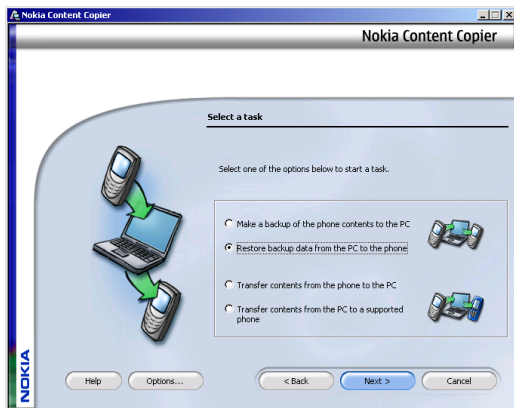 Nokia Content Copier
Nokia Content Copier
Select a task
Select one of the options below to start a task.
Make a backup of the phone contents to the PC
Restore backup data from the PC to the phone
Transfer contents from the phone to the PC
Transfer contents from the PC to a supported
phone
NOKIA
Help
Options...
< Back
Next >
Cancel